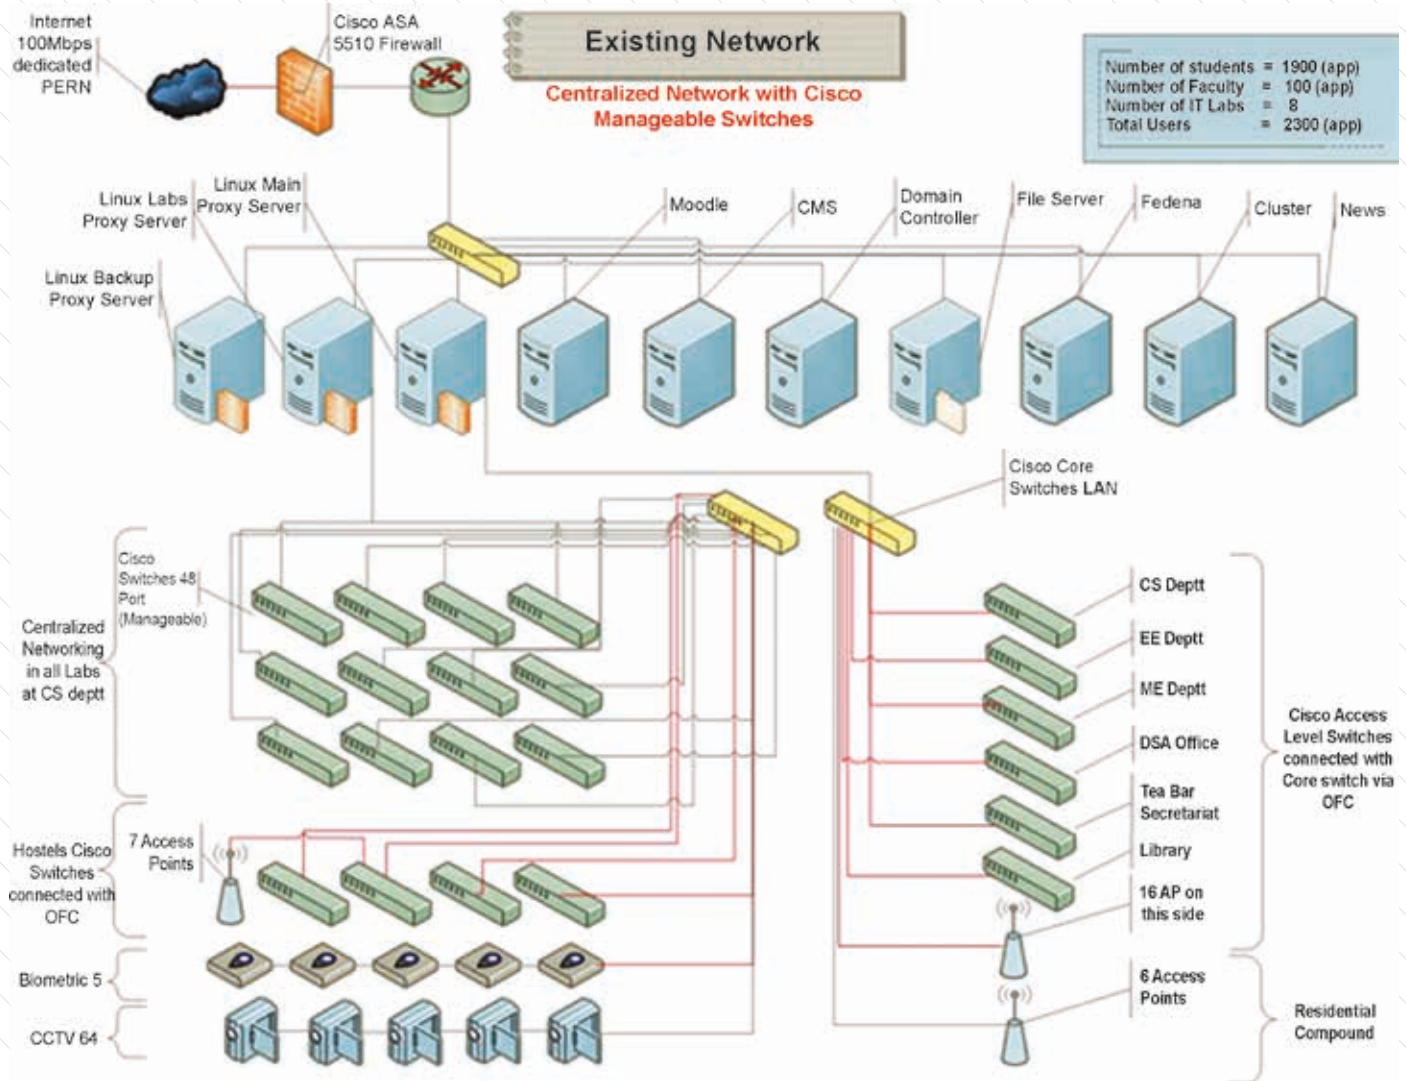 Internet
100Mbps
dedicated
PERN
Cisco ASA
5510 Firewall
Existing Network
Centralized Network with Cisco
Manageable Switches
Number of students = 1900 (app)
Number of Faculty = 100 (app)
Number of IT Labs = 8
Total Users = 2300 (app)
Linux Labs
Proxy Server
Linux Main
Proxy Server
Moodle
CMS
Domain
Controller
File Server
Fedena
Cluster
News
Linux Backup
Proxy Server
Cisco Core
Switches LAN
Cisco
Switches 48
Port
(Manageable)
Centralized
Networking
in all Labs
at CS deptt
CS Deptt
EE Deptt
ME Deptt
DSA Office
Tea Bar
Secretariat
Library
16 AP on
this side
Cisco Access
Level Switches
connected with
Core switch via
OFC
7 Access
Points
Hostels Cisco
Switches
connected with
OFC
Biometric 5
CCTV 64
6 Access
Points
Residential
Compound